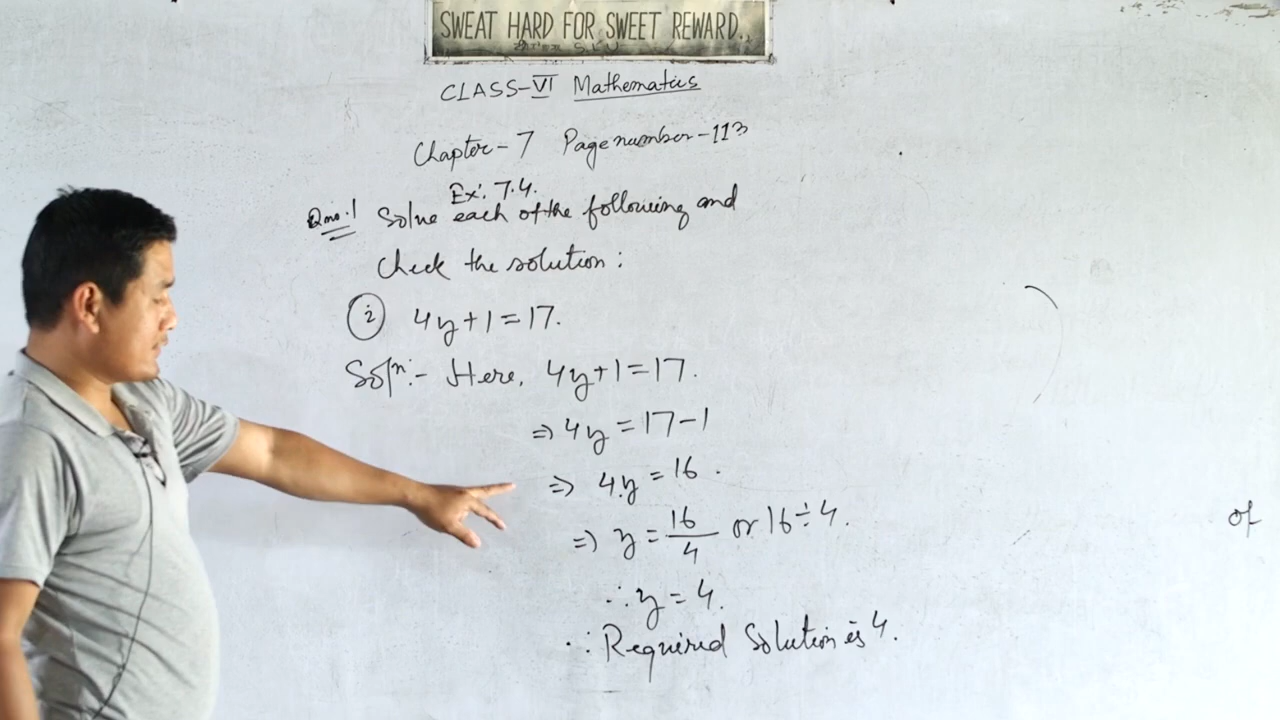 SWEAT HARD FOR SWEET REWARD.,
CLASS-VI Mathematics
Chapter-7 Page number-113
Ex: 7.4.
Qno.1 Solve each of the following and
Check the solution:
i 4y+1=17.
Solⁿ:- Here, 4y+1=17.
⇒ 4y = 17-1
⇒ 4y = 16.
⇒ y = 16/4 or 16÷4.
∴ y = 4.
∴ Required Solution is 4.
of